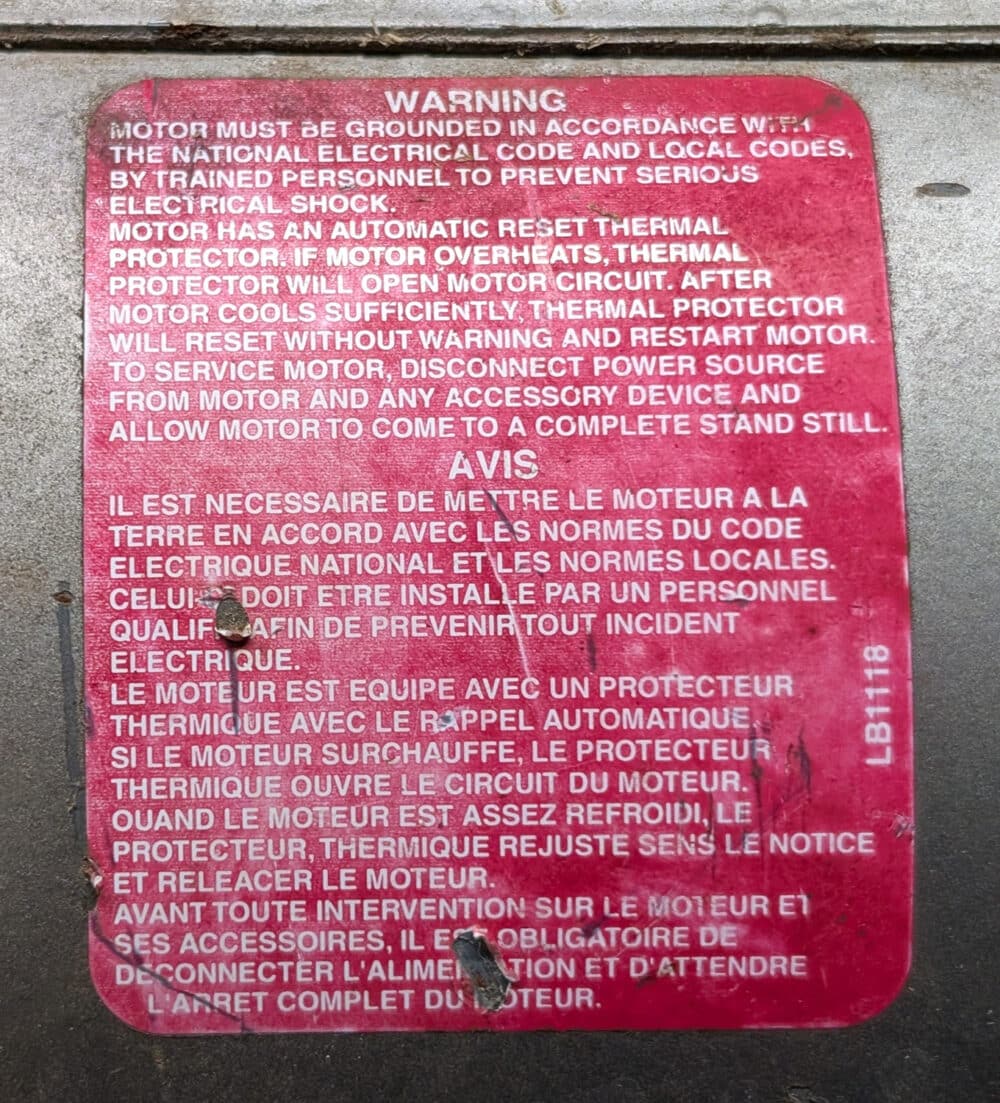 WARNING
MOTOR MUST BE GROUNDED IN ACCORDANCE WITH
THE NATIONAL ELECTRICAL CODE AND LOCAL CODES,
BY TRAINED PERSONNEL TO PREVENT SERIOUS
ELECTRICAL SHOCK.
MOTOR HAS AN AUTOMATIC RESET THERMAL
PROTECTOR. IF MOTOR OVERHEATS, THERMAL
PROTECTOR WILL OPEN MOTOR CIRCUIT. AFTER
MOTOR COOLS SUFFICIENTLY, THERMAL PROTECTOR
WILL RESET WITHOUT WARNING AND RESTART MOTOR.
TO SERVICE MOTOR, DISCONNECT POWER SOURCE
FROM MOTOR AND ANY ACCESSORY DEVICE AND
ALLOW MOTOR TO COME TO A COMPLETE STAND STILL.
AVIS
IL EST NECESSAIRE DE METTRE LE MOTEUR A LA
TERRE EN ACCORD AVEC LES NORMES DU CODE
ELECTRIQUE NATIONAL ET LES NORMES LOCALES.
DOIT ETRE INSTALLE PAR UN PERSONNEL
AFIN DE PREVENIR TOUT INCIDENT
ELECTRIQUE.
LE MOTEUR EST EQUIPE AVEC UN PROTECTEUR
THERMIQUE AVEC LE RAPPEL AUTOMATIQUE.
SI LE MOTEUR SURCHAUFFE, LE PROTECTEUR
THERMIQUE OUVRE LE CIRCUIT DU MOTEUR.
OUAND LE MOTEUR EST ASSEZ REFROIDI, LE
PROTECTEUR, THERMIQUE REJUSTE SENS LE NOTICE
ET RELEACER LE MOTEUR.
AVANT TOUTE INTERVENTION SUR LE MOTEUR ET
SES ACCESSOIRES, IL EST OBLIGATOIRE DE
DECONNECTER L'ALIMENTATION ET D'ATTENDRE
L'ARRET COMPLET DU MOTEUR.
LB1118